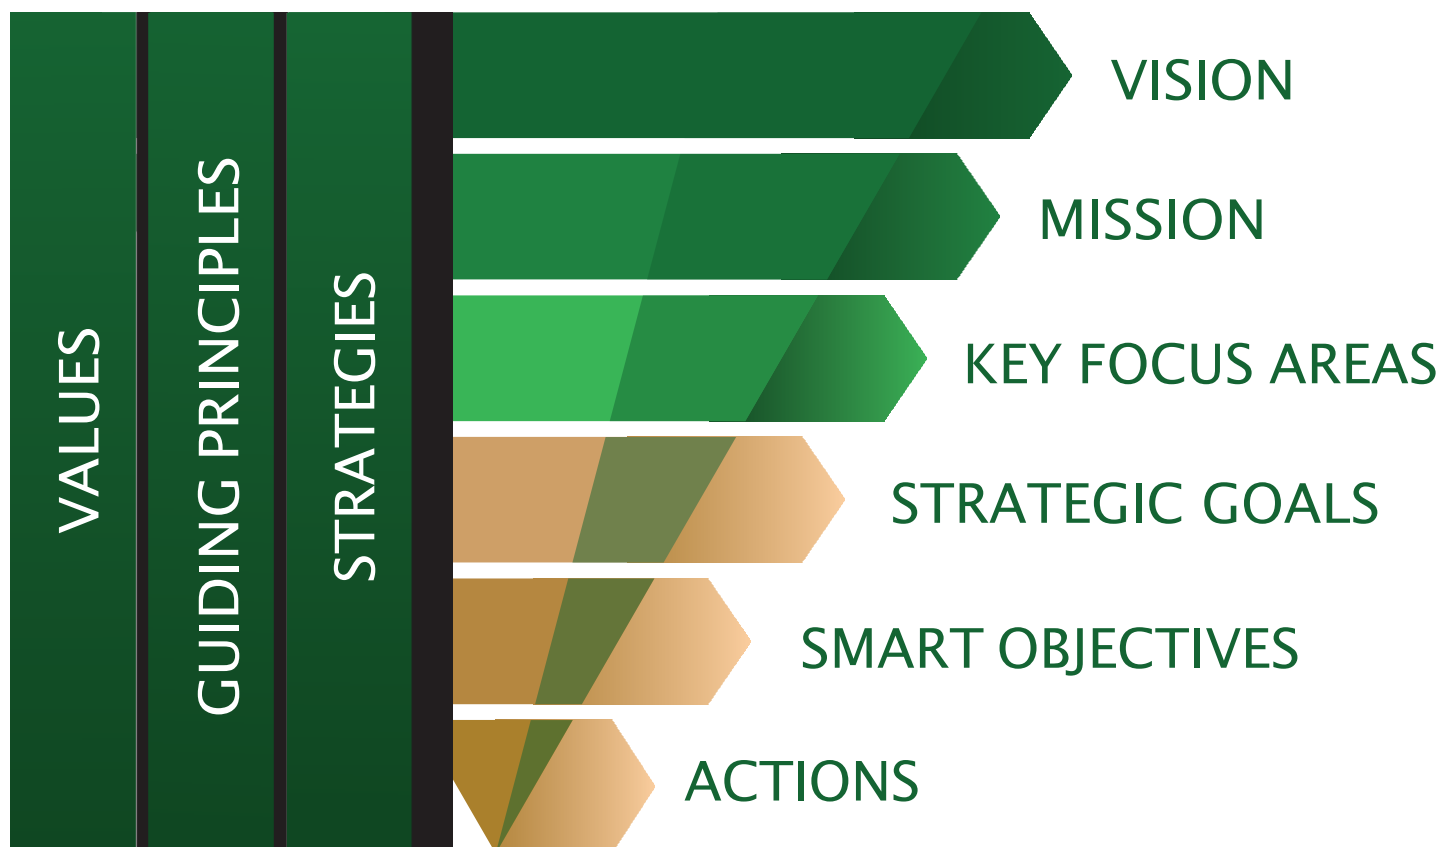 VALUES
GUIDING PRINCIPLES
STRATEGIES
VISION
MISSION
KEY FOCUS AREAS
STRATEGIC GOALS
SMART OBJECTIVES
ACTIONS